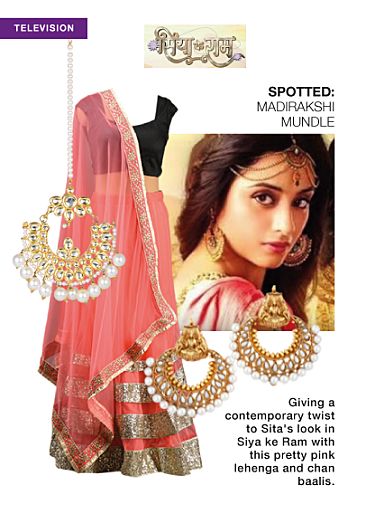 TELEVISION
सिया के राम
SPOTTED:
MADIRAKSHI
MUNDLE
Giving a
contemporary twist
to Sita's look in
Siya ke Ram with
this pretty pink
lehenga and chan
baalis.